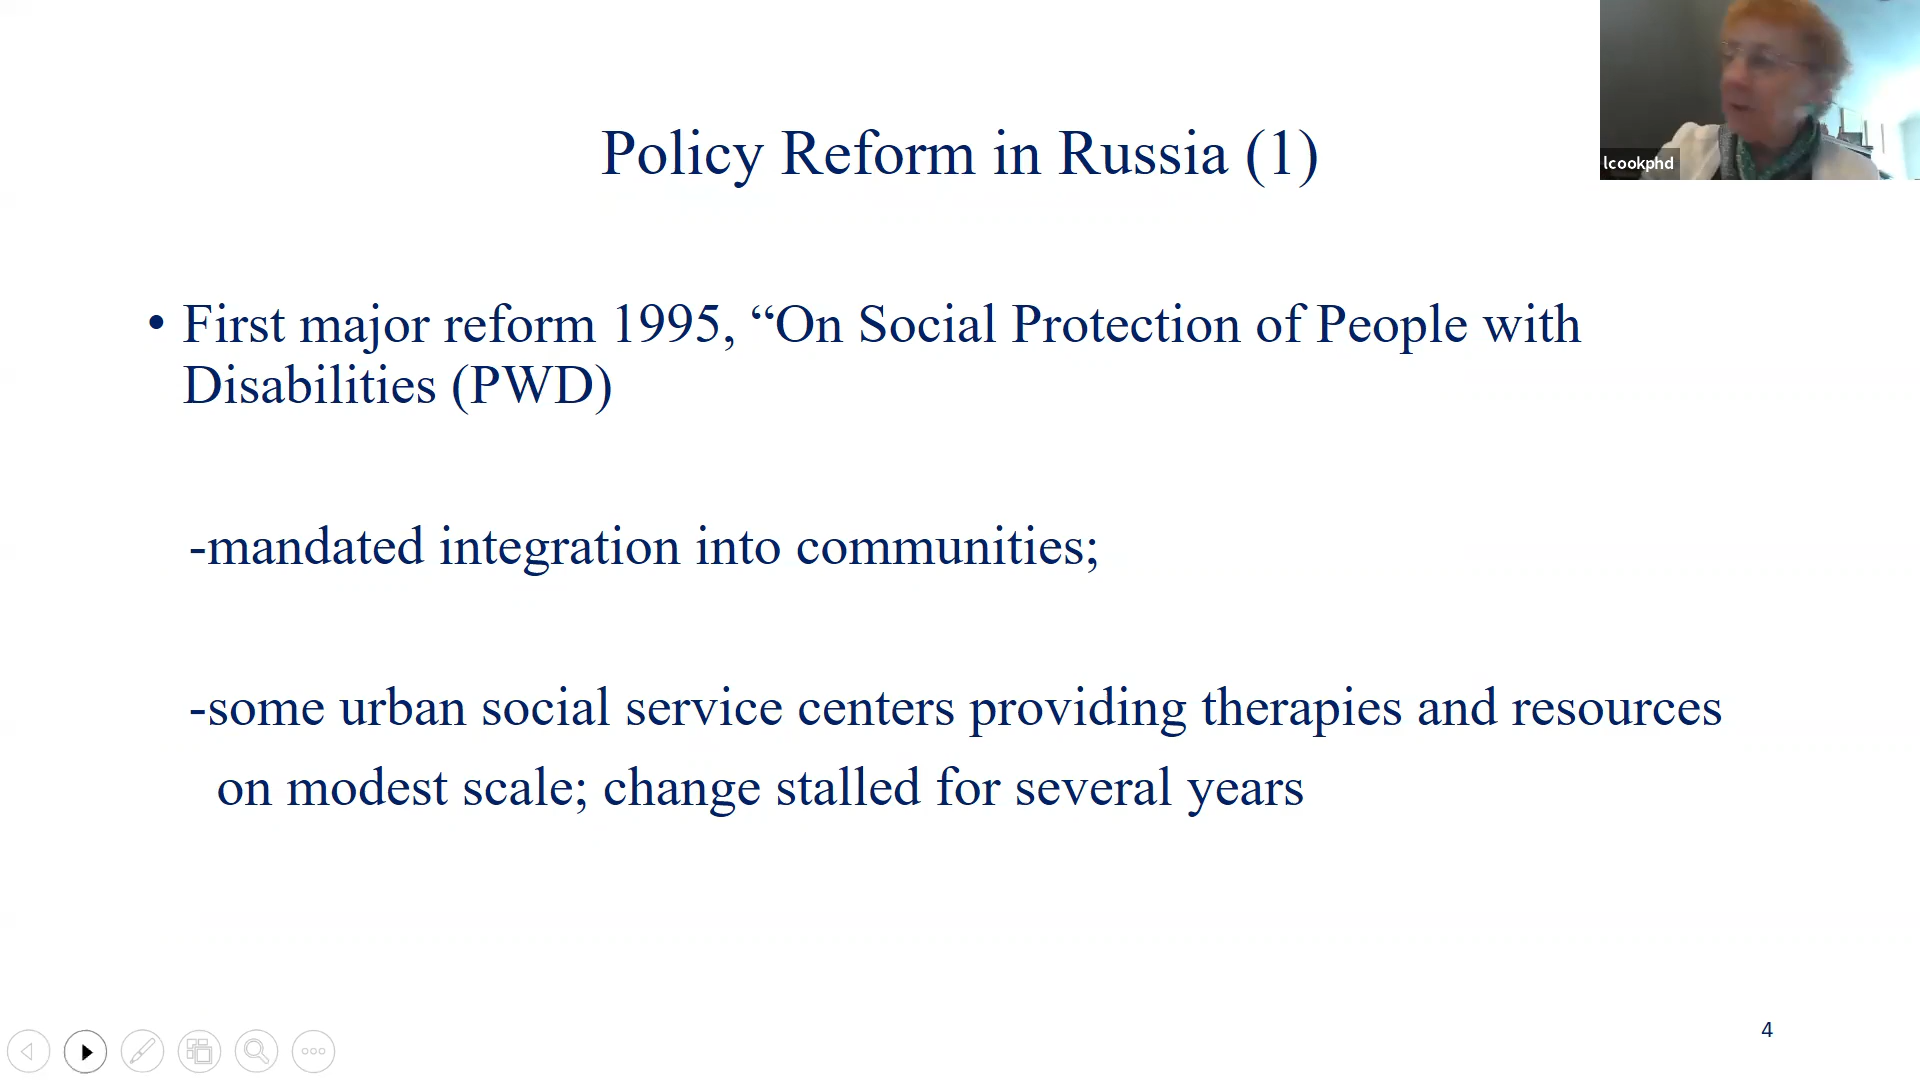 lcookphd
Policy Reform in Russia (1)
• First major reform 1995, “On Social Protection of People with
Disabilities (PWD)
-mandated integration into communities;
-some urban social service centers providing therapies and resources
on modest scale; change stalled for several years
4